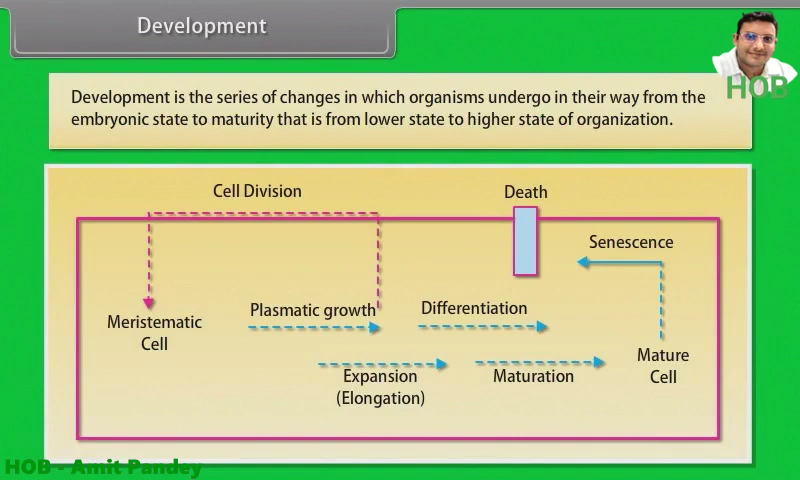 Development
HOB
Development is the series of changes in which organisms undergo in their way from the
embryonic state to maturity that is from lower state to higher state of organization.
Cell Division
Death
Senescence
Plasmatic growth
Differentiation
Meristematic
Cell
Mature
Cell
Expansion
(Elongation)
Maturation
HOB - Amit Pandey